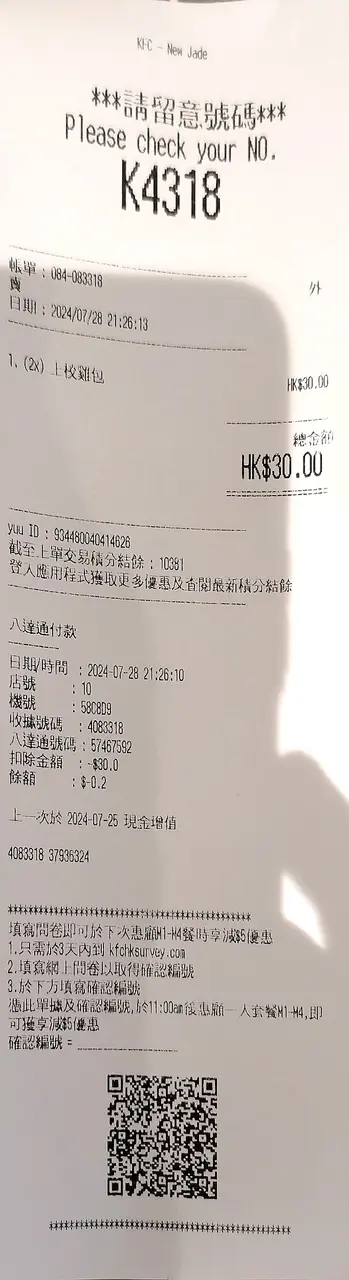 KFC - New Jade
***請留意號碼***
Please check your NO.
K4318
帳單 : 084-083318 外
賣
日期 : 2024/07/28 21:26:13
1. (2x) 上校雞包 HK$30.00
總金額
HK$30.00
yuu ID : 934480040414626
截至上單交易積分結餘 : 10381
登入應用程式獲取更多優惠及查閱最新積分結餘
八達通付款
日期/時間 : 2024-07-28 21:26:10
店號 : 10
機號 : 58C8D9
收據號碼 : 4083318
八達通號碼 : 57467592
扣除金額 : -$30.0
餘額 : $-0.2
上一次於 2024-07-25 現金增值
4083318 37936324
****************************************
填寫問卷即可於下次惠顧M1-M4餐時享減$5優惠
1.只需於3天內到 kfchksurvey.com
2.填寫網上問卷以取得確認編號
3.於下方填寫確認編號
憑此單據及確認編號,於11:00am後惠顧一人套餐M1-M4,即
可獲享減$5優惠
確認編號 = ________________
****************************************